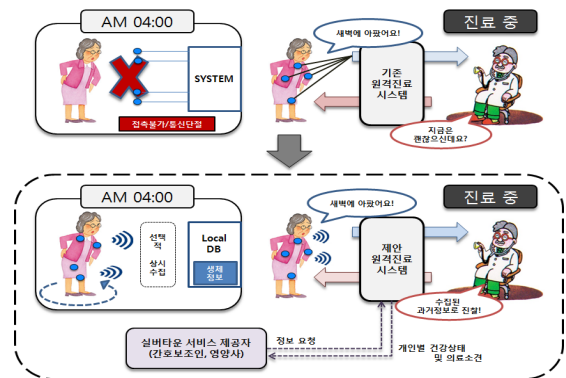 AM 04:00
SYSTEM
접촉불가/통신단절
새벽에 아팠어요!
진료 중
기존
원격진료
시스템
지금은
괜찮으신데요?
AM 04:00
선택
적
상시
수집
Local
DB
생체
정보
새벽에 아팠어요!
진료 중
제안
원격진료
시스템
수집된
과거정보로 진찰!
실버타운 서비스 제공자
(간호보조인, 영양사)
정보 요청
개인별 건강상태
및 의료소견